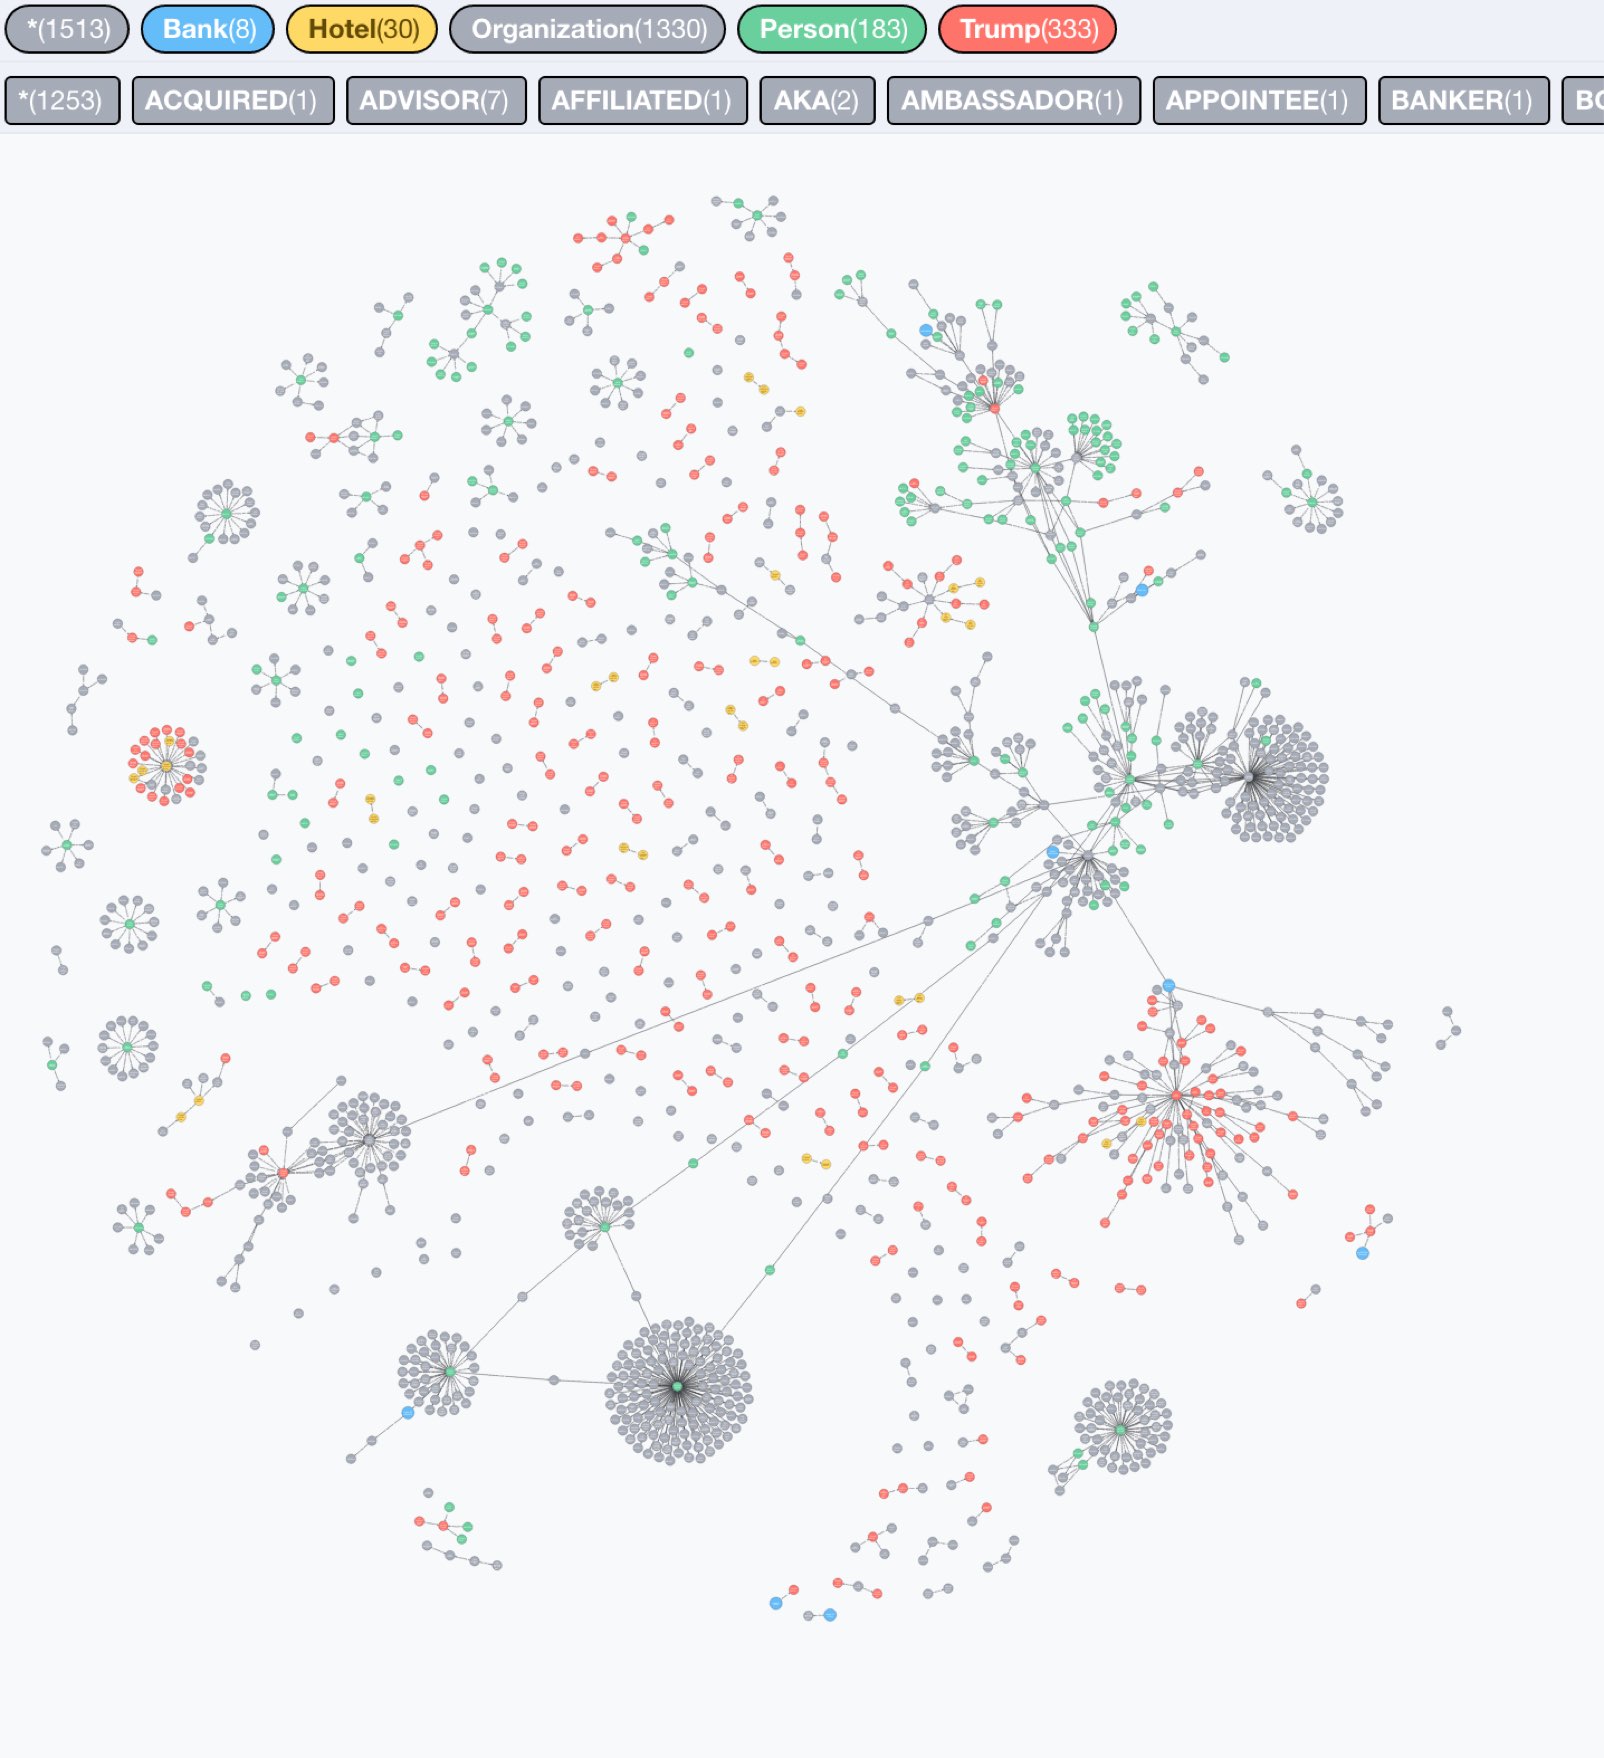 *(1513) Bank(8) Hotel(30) Organization(1330) Person(183) Trump(333)
*(1253) ACQUIRED(1) ADVISOR(7) AFFILIATED(1) AKA(2) AMBASSADOR(1) APPOINTEE(1) BANKER(1) BO